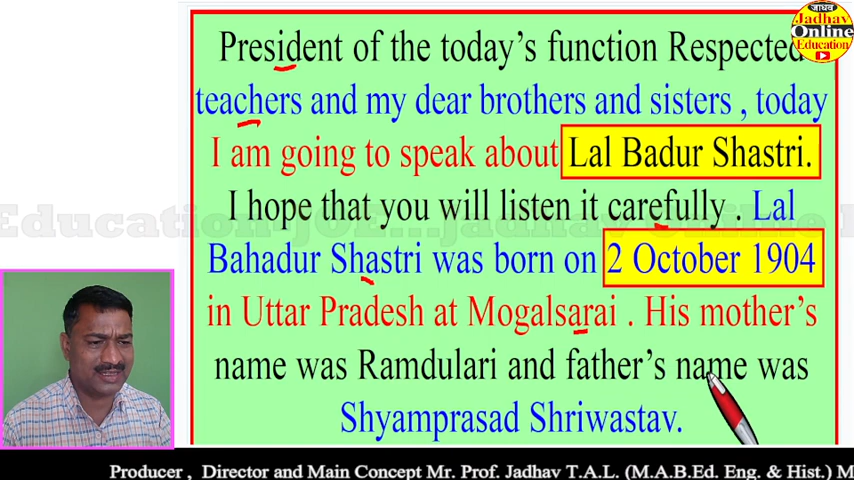 जाधव
Jadhav
Online
Education
President of the today's function Respected
teachers and my dear brothers and sisters , today
I am going to speak about Lal Badur Shastri.
I hope that you will listen it carefully . Lal
Bahadur Shastri was born on 2 October 1904
in Uttar Pradesh at Mogalsarai . His mother's
name was Ramdulari and father's name was
Shyamprasad Shriwastav.
Producer , Director and Main Concept Mr. Prof. Jadhav T.A.L. (M.A.B.Ed. Eng. & Hist.) M